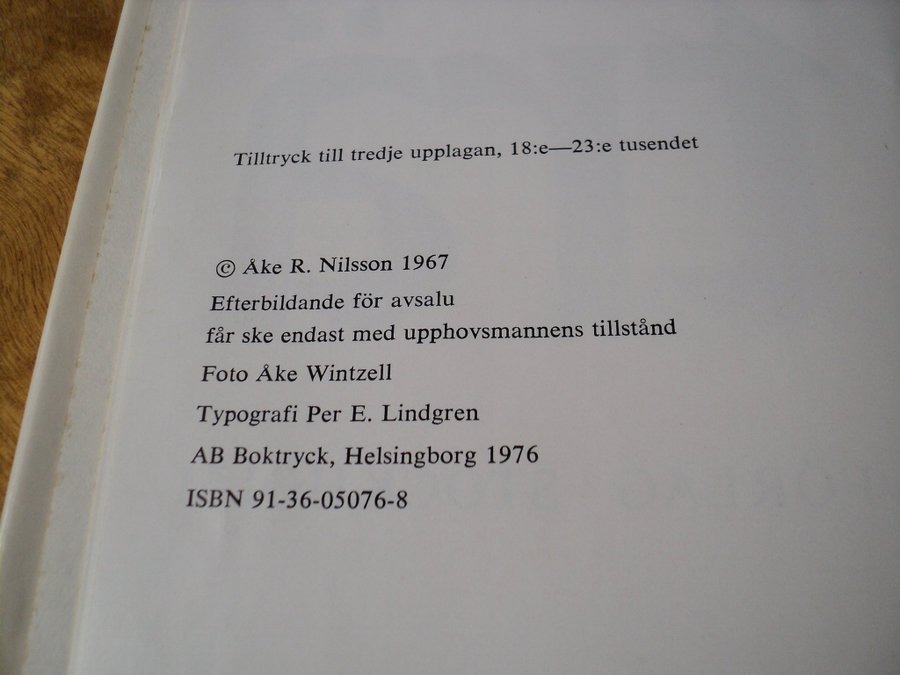 Tilltryck till tredje upplagan, 18:e—23:e tusendet
© Åke R. Nilsson 1967
Efterbildande för avsalu
får ske endast med upphovsmannens tillstånd
Foto Åke Wintzell
Typografi Per E. Lindgren
AB Boktryck, Helsingborg 1976
ISBN 91-36-05076-8